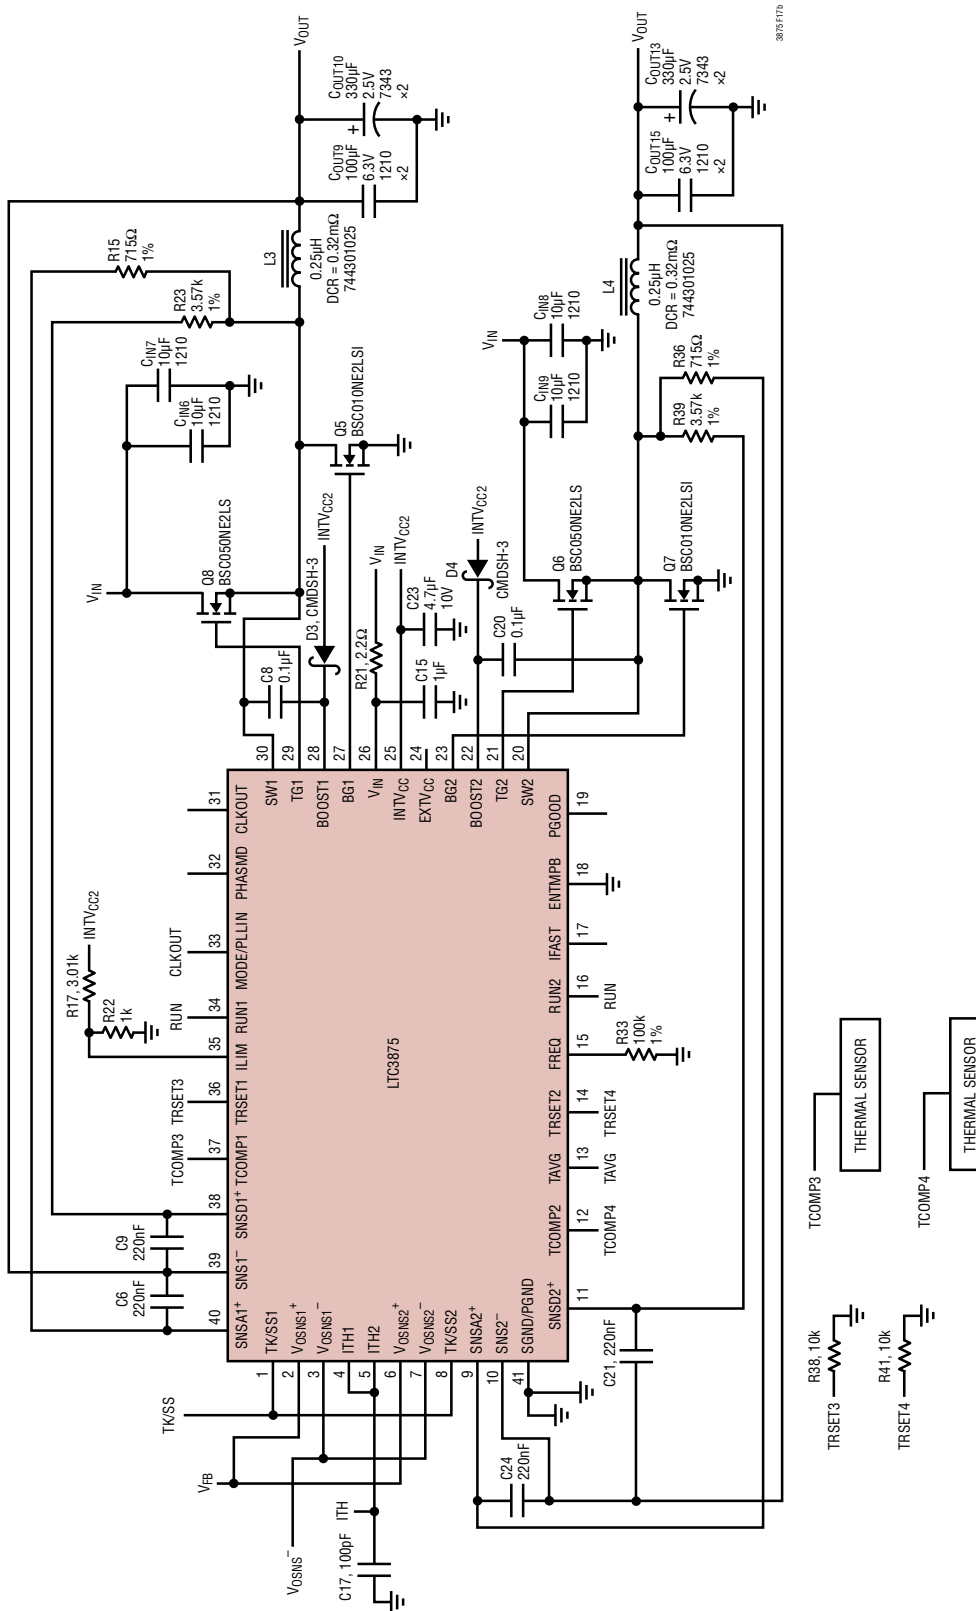 VIN
CIN6
10µF
1210
CIN7
10µF
1210
R23
3.57k
1%
R15
715Ω
1%
Q8
BSC050NE2LS
Q5
BSC010NE2LSI
L3
0.25µH
DCR = 0.32mΩ
744301025
VOUT
COUT9
100µF
6.3V
1210
×2
COUT10
330µF
2.5V
7343
×2
+
C8
0.1µF
D3, CMDSH-3
INTVCC2
R21, 2.2Ω
VIN
INTVCC2
C15
1µF
C23
4.7µF
10V
D4
CMDSH-3
INTVCC2
C20
0.1µF
VIN
CIN9
10µF
1210
CIN8
10µF
1210
Q6
BSC050NE2LS
Q7
BSC010NE2LSI
L4
0.25µH
DCR = 0.32mΩ
744301025
R39
3.57k
1%
R36
715Ω
1%
VOUT
COUT15
100µF
6.3V
1210
×2
COUT13
330µF
2.5V
7343
×2
+
3875 F17b
R17, 3.01k
INTVCC2
R22
1k
C9
220nF
C6
220nF
TCOMP3
TRSET3
RUN
CLKOUT
40
39
38
37
36
35
34
33
32
31
SNSA1+
SNS1–
SNSD1+
TCOMP1
TRSET1
ILIM
RUN1
MODE/PLLIN
PHASMD
CLKOUT
LTC3875
30
29
28
27
26
25
24
23
22
21
20
SW1
TG1
BOOST1
BG1
VIN
INTVCC
EXTVCC
BG2
BOOST2
TG2
SW2
TK/SS1
VOSNS1+
VOSNS1–
ITH1
ITH2
VOSNS2+
VOSNS2–
TK/SS2
SNSA2+
SNS2–
SGND/PGND
1
2
3
4
5
6
7
8
9
10
41
SNSD2+
TCOMP2
TAVG
TRSET2
FREQ
RUN2
IFAST
ENTMPB
PGOOD
11
12
13
14
15
16
17
18
19
TCOMP4
TAVG
TRSET4
RUN
R33
100k
1%
TK/SS
VFB
VOSNS–
ITH
C17, 100pF
C24
220nF
C21, 220nF
TRSET3
R38, 10k
TRSET4
R41, 10k
TCOMP3
THERMAL SENSOR
TCOMP4
THERMAL SENSOR